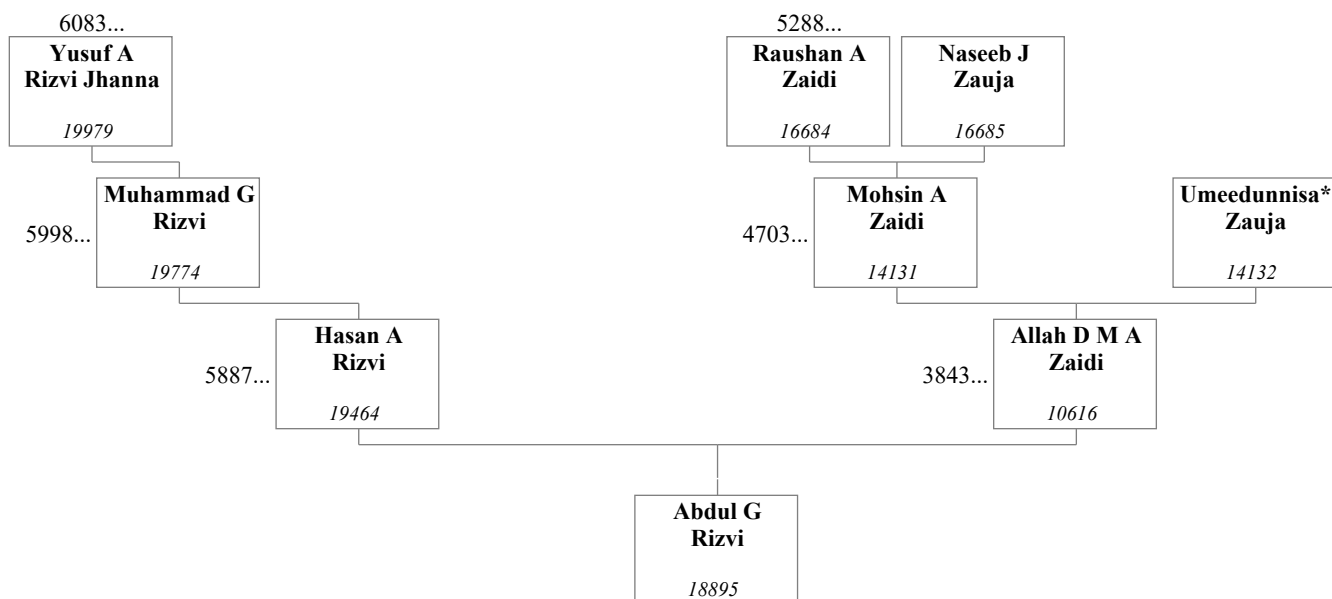 6083...
Yusuf A
Rizvi Jhanna
19979
5288...
Raushan A
Zaidi
16684
Naseeb J
Zauja
16685
5998...
Muhammad G
Rizvi
19774
4703...
Mohsin A
Zaidi
14131
Umeedunnisa*
Zauja
14132
5887...
Hasan A
Rizvi
19464
3843...
Allah D M A
Zaidi
10616
Abdul G
Rizvi
18895